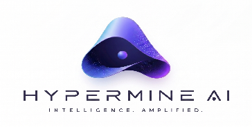 HYPERMINE AI
INTELLIGENCE. AMPLIFIED.